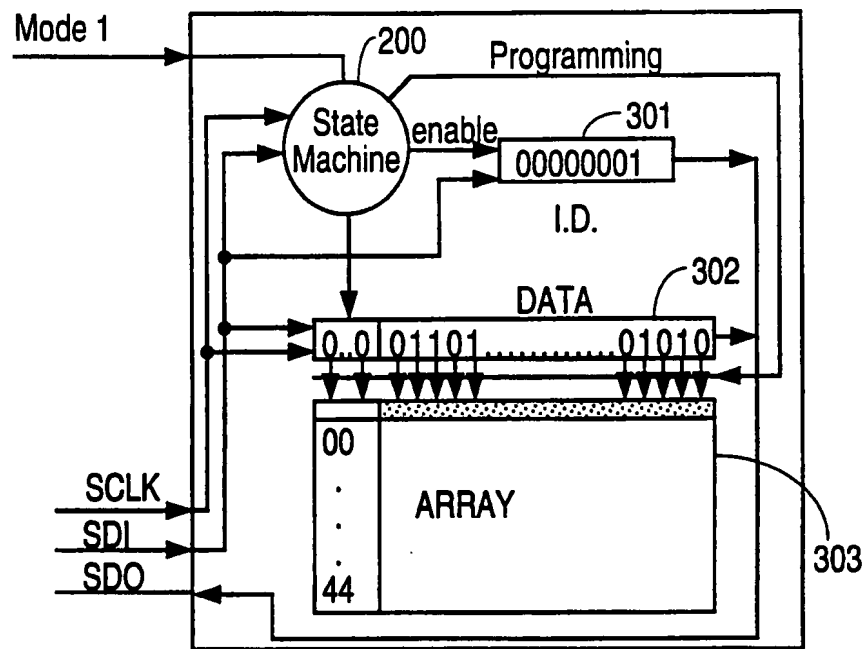 Mode 1
200
Programming
State
Machine
enable
301
00000001
I.D.
302
DATA
0..0 01101..............01010
00
.
.
.
44
ARRAY
SCLK
SDI
SDO
303